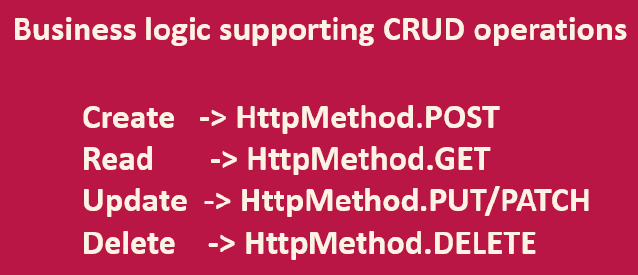 Business logic supporting CRUD operations
Create -> HttpMethod.POST
Read -> HttpMethod.GET
Update -> HttpMethod.PUT/PATCH
Delete -> HttpMethod.DELETE